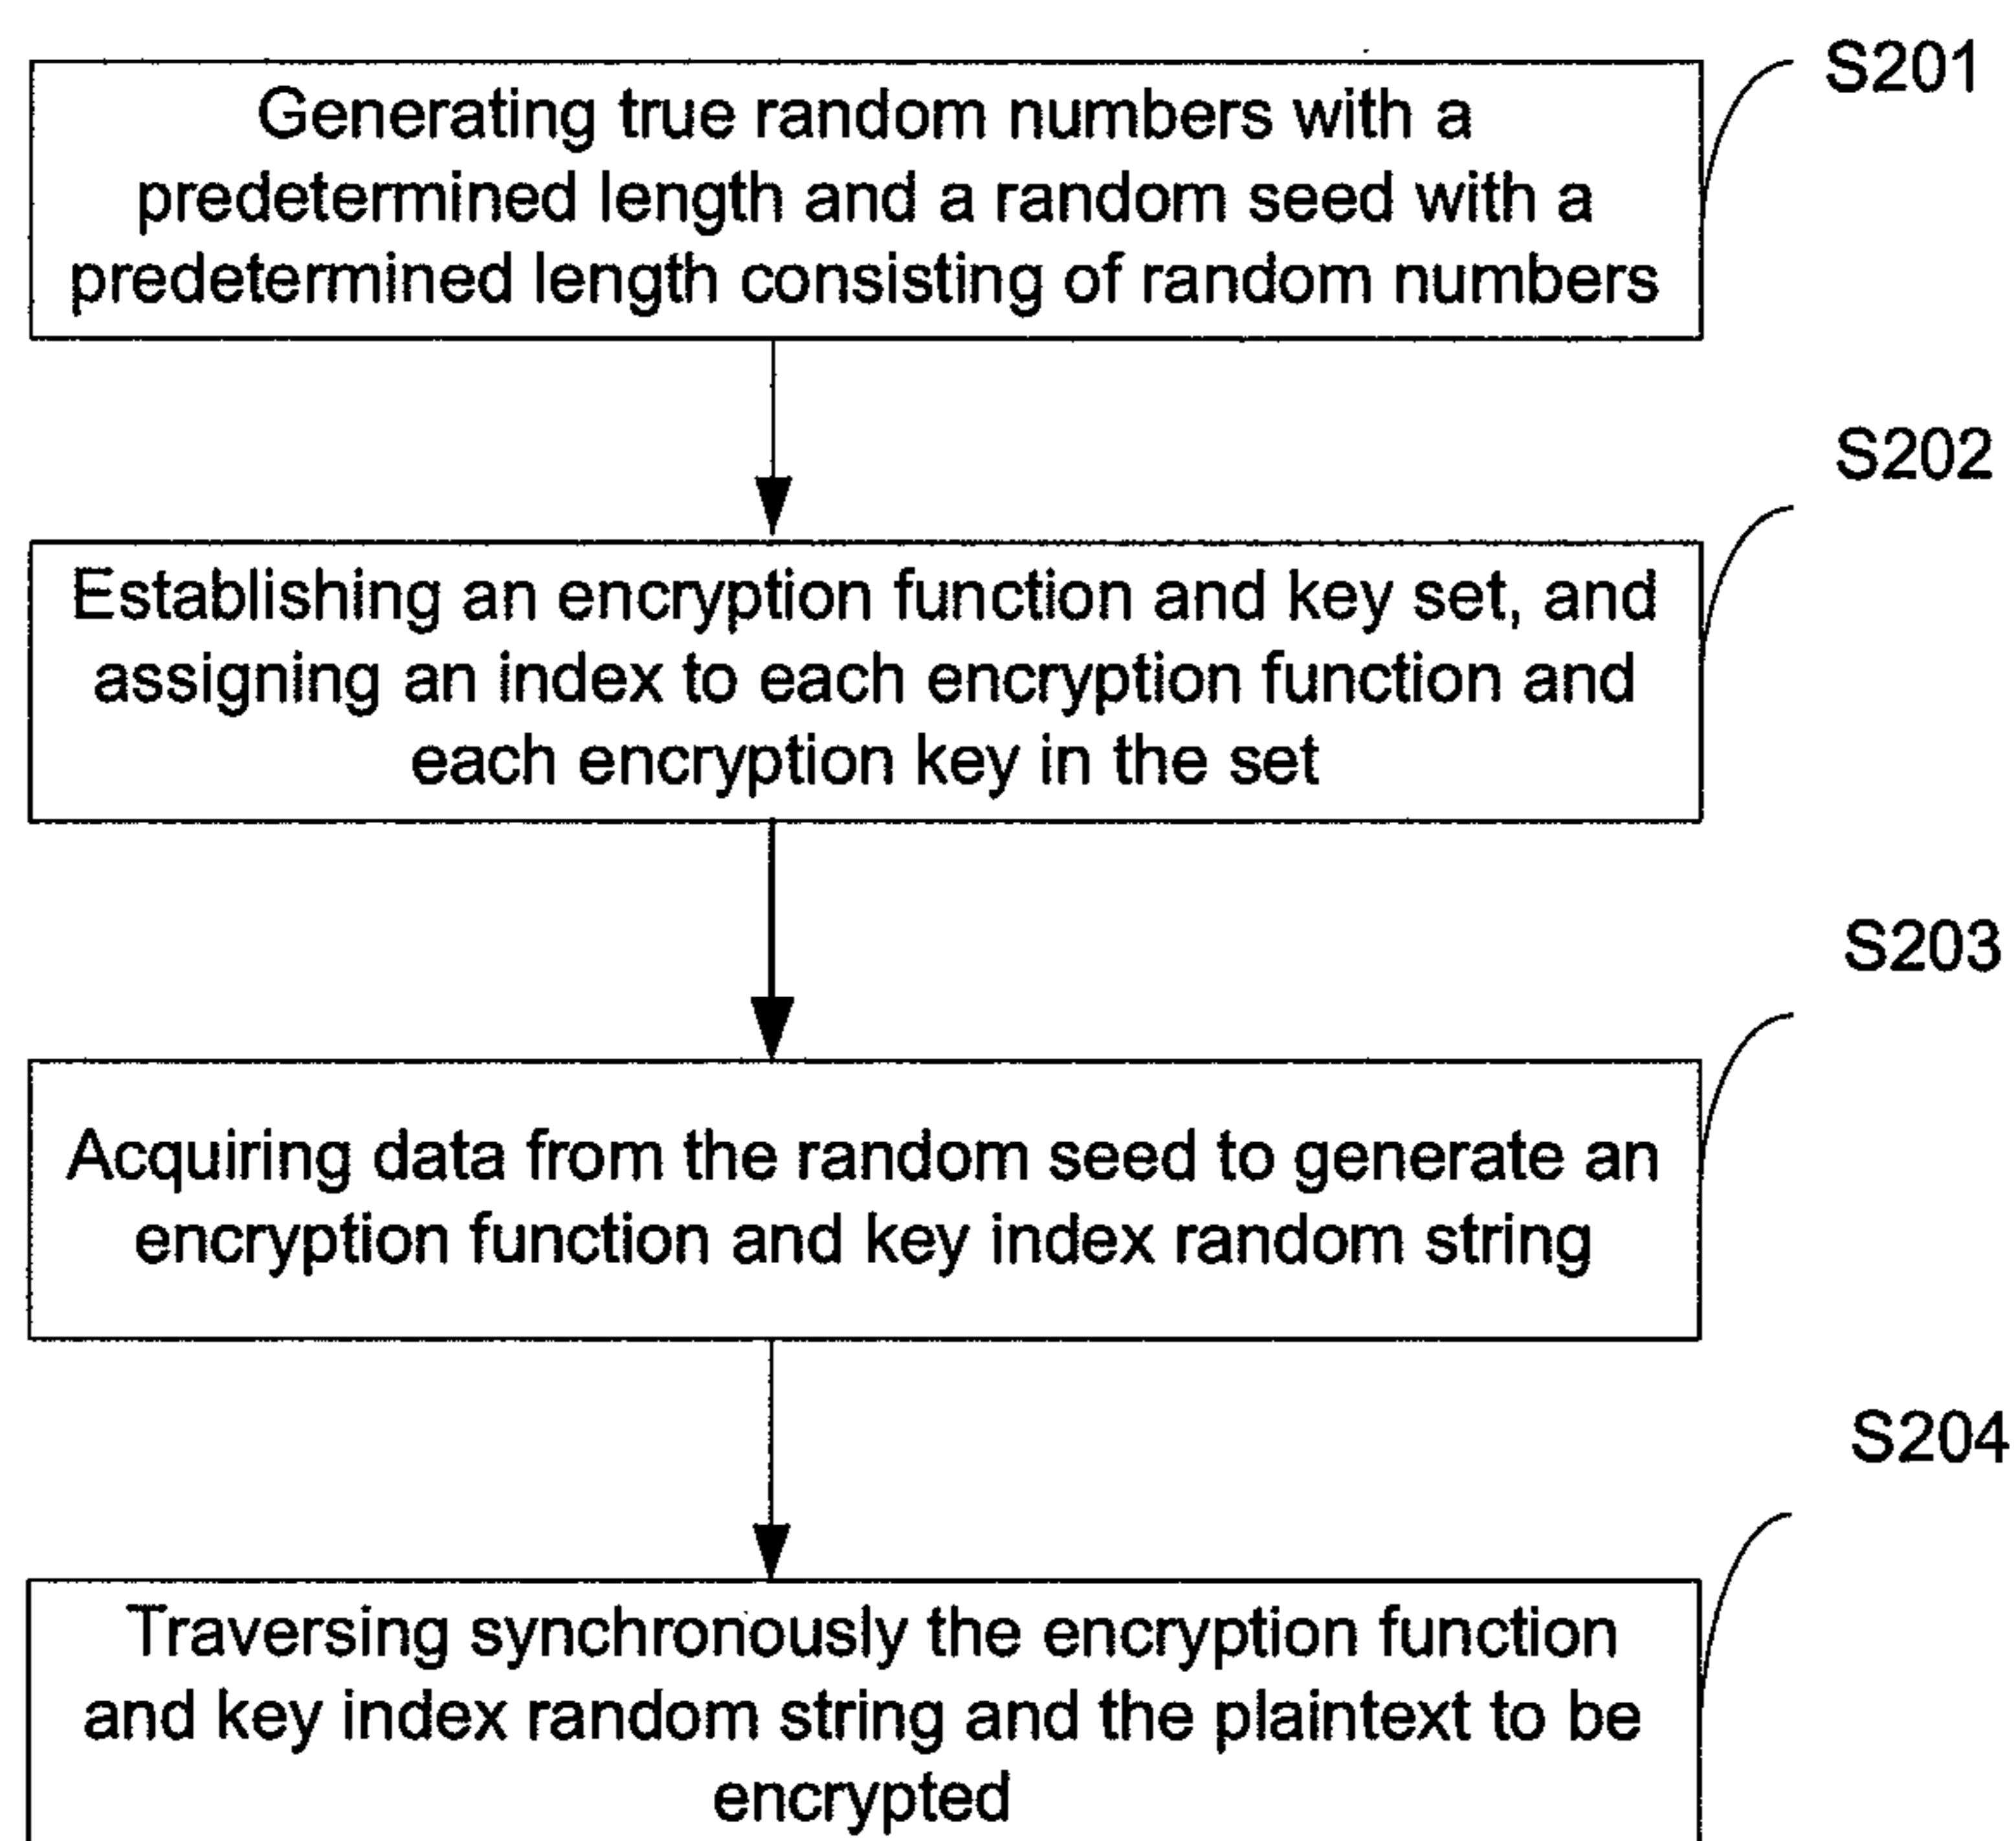 S201
Generating true random numbers with a
predetermined length and a random seed with a
predetermined length consisting of random numbers
S202
Establishing an encryption function and key set, and
assigning an index to each encryption function and
each encryption key in the set
S203
Acquiring data from the random seed to generate an
encryption function and key index random string
S204
Traversing synchronously the encryption function
and key index random string and the plaintext to be
encrypted